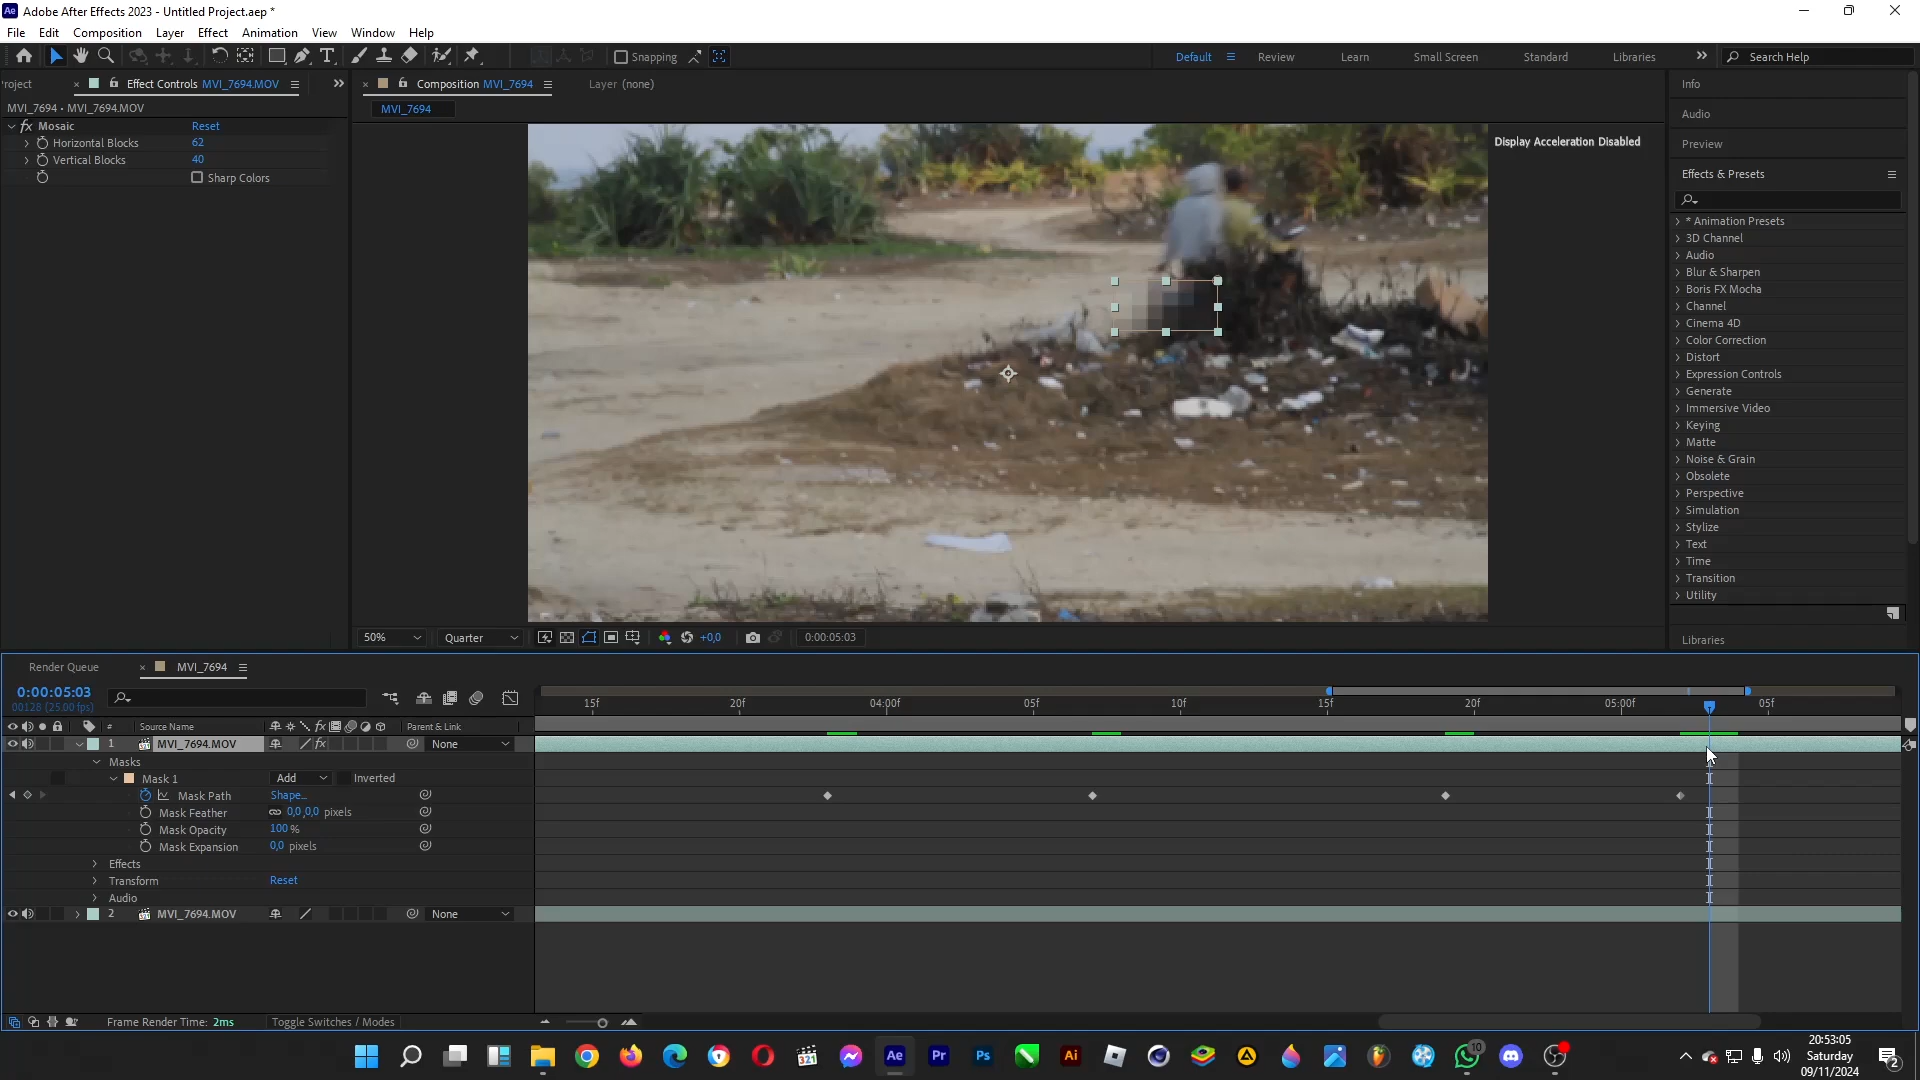 Adobe After Effects 2023 - Untitled Project.aep *
File Edit Composition Layer Effect Animation View Window Help
Snapping
Default Review Learn Small Screen Standard Libraries Search Help
roject Effect Controls MVI_7694.MOV
Composition MVI_7694 Layer (none)
MVI_7694 • MVI_7694.MOV
MVI_7694
fx Mosaic Reset
Horizontal Blocks 62
Vertical Blocks 40
Sharp Colors
Display Acceleration Disabled
Info
Audio
Preview
Effects & Presets
* Animation Presets
3D Channel
Audio
Blur & Sharpen
Boris FX Mocha
Channel
Cinema 4D
Color Correction
Distort
Expression Controls
Generate
Immersive Video
Keying
Matte
Noise & Grain
Obsolete
Perspective
Simulation
Stylize
Text
Time
Transition
Utility
Libraries
50% Quarter +0,0 0:00:05:03
Render Queue MVI_7694
0:00:05:03
00128 (25.00 fps)
15f 20f 04:00f 05f 10f 15f 20f 05:00f 05f
# Source Name fx Parent & Link
1 MVI_7694.MOV fx None
Masks
Mask 1 Add Inverted
Mask Path Shape...
Mask Feather 0,0,0,0 pixels
Mask Opacity 100 %
Mask Expansion 0,0 pixels
Effects
Transform Reset
Audio
2 MVI_7694.MOV None
Frame Render Time: 2ms Toggle Switches / Modes
321 Ae Pr Ps Ai 10
20:53:05
Saturday
09/11/2024
2